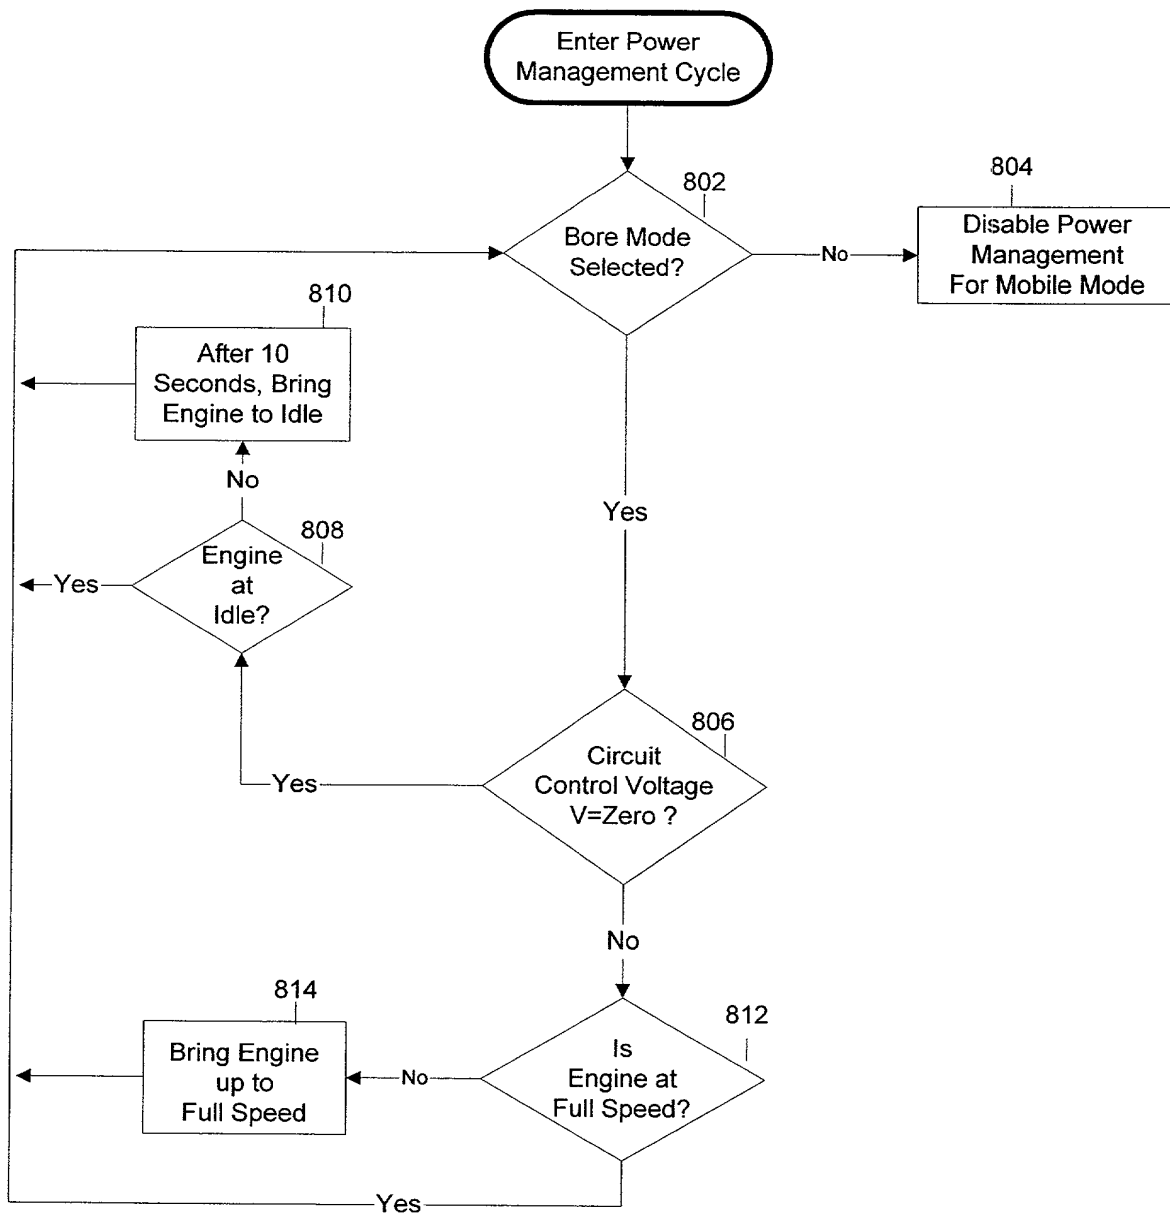 Enter Power
Management Cycle
802
804
Bore Mode
Selected?
No
Disable Power
Management
For Mobile Mode
810
After 10
Seconds, Bring
Engine to Idle
No
Yes
808
Engine
at
Idle?
Yes
806
Circuit
Control Voltage
V=Zero ?
Yes
No
814
812
Bring Engine
up to
Full Speed
No
Is
Engine at
Full Speed?
Yes